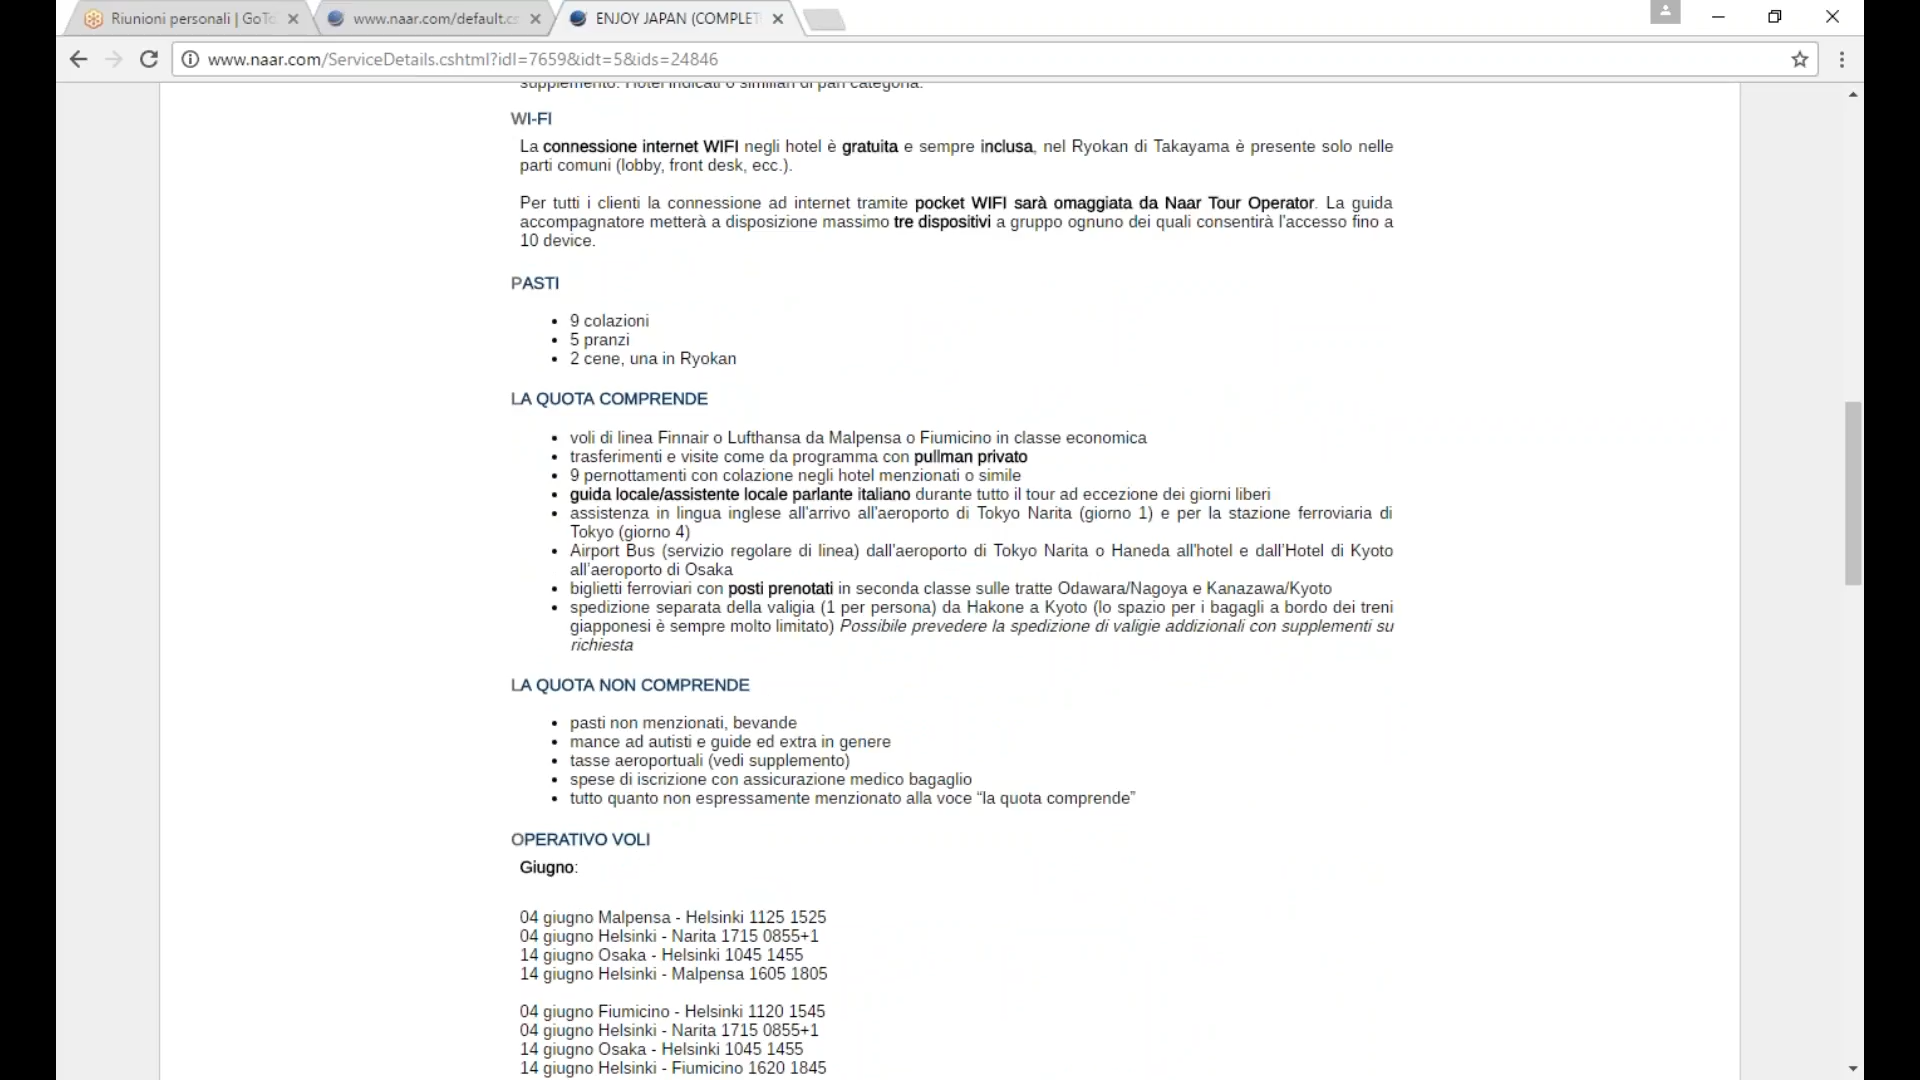 Riunioni personali | GoTo
www.naar.com/default.cs
ENJOY JAPAN (COMPLET
www.naar.com/ServiceDetails.cshtml?idl=7659&idt=5&ids=24846
supplemento. Hotel indicati o similari di pari categoria.
WI-FI
La connessione internet WIFI negli hotel è gratuita e sempre inclusa, nel Ryokan di Takayama è presente solo nelle
parti comuni (lobby, front desk, ecc.).
Per tutti i clienti la connessione ad internet tramite pocket WIFI sarà omaggiata da Naar Tour Operator. La guida
accompagnatore metterà a disposizione massimo tre dispositivi a gruppo ognuno dei quali consentirà l'accesso fino a
10 device.
PASTI
• 9 colazioni
• 5 pranzi
• 2 cene, una in Ryokan
LA QUOTA COMPRENDE
• voli di linea Finnair o Lufthansa da Malpensa o Fiumicino in classe economica
• trasferimenti e visite come da programma con pullman privato
• 9 pernottamenti con colazione negli hotel menzionati o simile
• guida locale/assistente locale parlante italiano durante tutto il tour ad eccezione dei giorni liberi
• assistenza in lingua inglese all'arrivo all'aeroporto di Tokyo Narita (giorno 1) e per la stazione ferroviaria di
Tokyo (giorno 4)
• Airport Bus (servizio regolare di linea) dall'aeroporto di Tokyo Narita o Haneda all'hotel e dall'Hotel di Kyoto
all'aeroporto di Osaka
• biglietti ferroviari con posti prenotati in seconda classe sulle tratte Odawara/Nagoya e Kanazawa/Kyoto
• spedizione separata della valigia (1 per persona) da Hakone a Kyoto (lo spazio per i bagagli a bordo dei treni
giapponesi è sempre molto limitato) Possibile prevedere la spedizione di valigie addizionali con supplementi su
richiesta
LA QUOTA NON COMPRENDE
• pasti non menzionati, bevande
• mance ad autisti e guide ed extra in genere
• tasse aeroportuali (vedi supplemento)
• spese di iscrizione con assicurazione medico bagaglio
• tutto quanto non espressamente menzionato alla voce “la quota comprende”
OPERATIVO VOLI
Giugno:
04 giugno Malpensa - Helsinki 1125 1525
04 giugno Helsinki - Narita 1715 0855+1
14 giugno Osaka - Helsinki 1045 1455
14 giugno Helsinki - Malpensa 1605 1805
04 giugno Fiumicino - Helsinki 1120 1545
04 giugno Helsinki - Narita 1715 0855+1
14 giugno Osaka - Helsinki 1045 1455
14 giugno Helsinki - Fiumicino 1620 1845